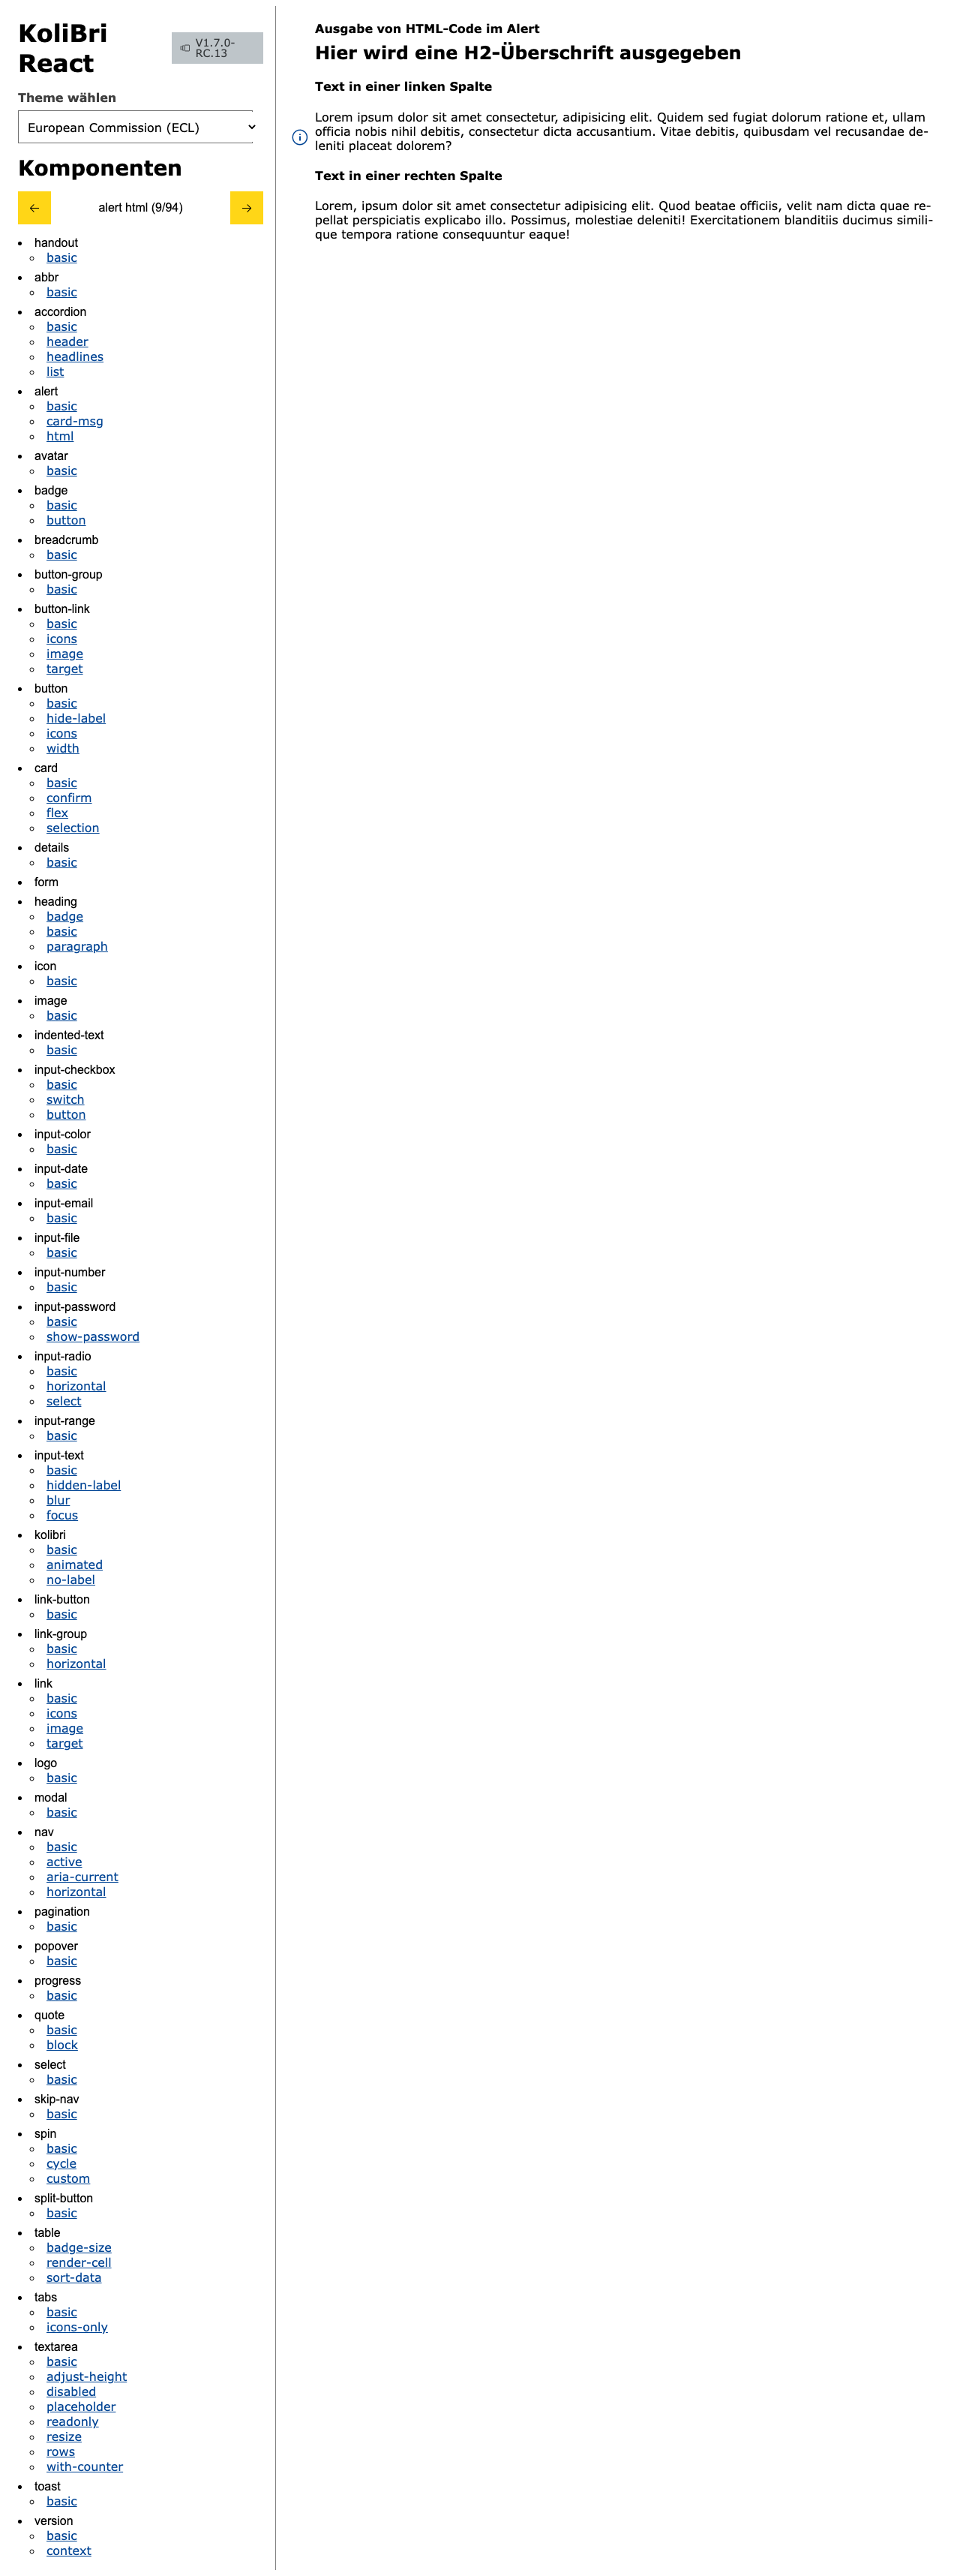 KoliBri
React
V1.7.0-
RC.13
Theme wählen
European Commission (ECL)
Komponenten
← alert html (9/94) →
handout
basic
abbr
basic
accordion
basic
header
headlines
list
alert
basic
card-msg
html
avatar
basic
badge
basic
button
breadcrumb
basic
button-group
basic
button-link
basic
icons
image
target
button
basic
hide-label
icons
width
card
basic
confirm
flex
selection
details
basic
form
heading
badge
basic
paragraph
icon
basic
image
basic
indented-text
basic
input-checkbox
basic
switch
button
input-color
basic
input-date
basic
input-email
basic
input-file
basic
input-number
basic
input-password
basic
show-password
input-radio
basic
horizontal
select
input-range
basic
input-text
basic
hidden-label
blur
focus
kolibri
basic
animated
no-label
link-button
basic
link-group
basic
horizontal
link
basic
icons
image
target
logo
basic
modal
basic
nav
basic
active
aria-current
horizontal
pagination
basic
popover
basic
progress
basic
quote
basic
block
select
basic
skip-nav
basic
spin
basic
cycle
custom
split-button
basic
table
badge-size
render-cell
sort-data
tabs
basic
icons-only
textarea
basic
adjust-height
disabled
placeholder
readonly
resize
rows
with-counter
toast
basic
version
basic
context
Ausgabe von HTML-Code im Alert
Hier wird eine H2-Überschrift ausgegeben
Text in einer linken Spalte
Lorem ipsum dolor sit amet consectetur, adipisicing elit. Quidem sed fugiat dolorum ratione et, ullam
officia nobis nihil debitis, consectetur dicta accusantium. Vitae debitis, quibusdam vel recusandae de-
leniti placeat dolorem?
Text in einer rechten Spalte
Lorem, ipsum dolor sit amet consectetur adipisicing elit. Quod beatae officiis, velit nam dicta quae re-
pellat perspiciatis explicabo illo. Possimus, molestiae deleniti! Exercitationem blanditiis ducimus simili-
que tempora ratione consequuntur eaque!